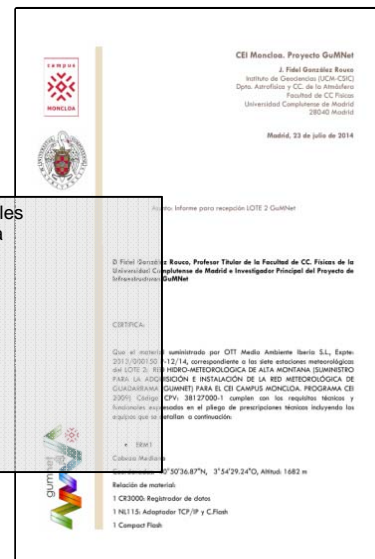 campus
MONCLOA
CEI Moncloa. Proyecto GuMNet
J. Fidel González Rouco
Instituto de Geociencias (UCM-CSIC)
Dpto. Astrofísica y CC. de la Atmósfera
Facultad de CC Físicas
Universidad Complutense de Madrid
28040 Madrid
Madrid, 23 de julio de 2014
les
a
Informe para recepción LOTE 2 GuMNet
D Fidel González Rouco, Profesor Titular de la Facultad de CC. Físicas de la
Universidad Complutense de Madrid e Investigador Principal del Proyecto de
Infraestructuras GuMNet
CERTIFICA:
Que el material suministrado por OTT Medio Ambiente Iberia S.L., Expte:
-12/14, correspondiente a las siete estaciones meteorológicas
del LOTE 2: RED HIDRO-METEOROLOGICA DE ALTA MONTANA (SUMINISTRO
PARA LA ADQUISICIÓN E INSTALACIÓN DE LA RED METEOROLÓGICA DE
GUADARRAMA (GUMNET) PARA EL CEI CAMPUS MONCLOA. PROGRAMA CEI
2009) Código CPV: 38127000-1 cumplen con los requisitos técnicos y
funcionales expresados en el pliego de prescripciones técnicas incluyendo los
equipos que se detallan a continuación:
Cabeza Mediana
0°50'36.87"N, 3°54'29.24"O, Altitud: 1682 m
Relación de material:
1 CR3000: Registrador de datos
1 NL115: Adaptador TCP/IP y C.Flash
1 Compact Flash
gumnet